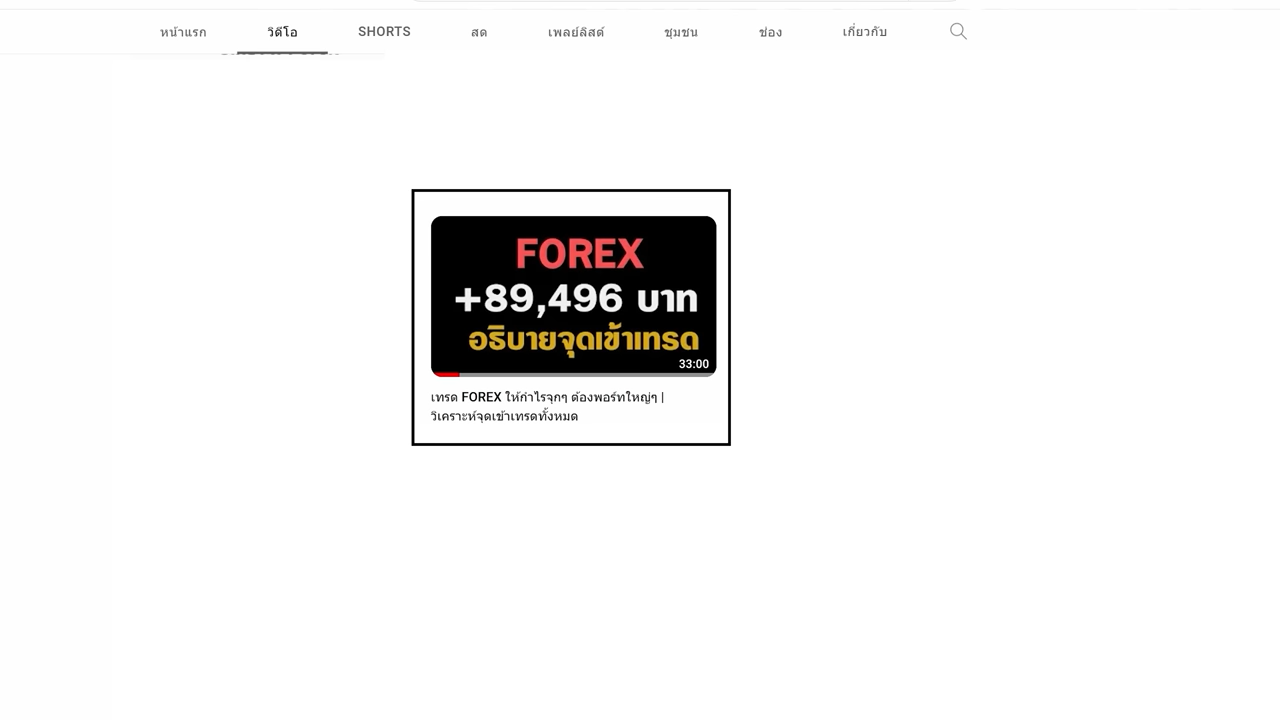 หน้าแรก วิดีโอ SHORTS สด เพลย์ลิสต์ ชุมชน ช่อง เกี่ยวกับ
FOREX
+89,496 บาท
อธิบายจุดเข้าเทรด
33:00
เทรด FOREX ให้กำไรจุกๆ ต้องพอร์ทใหญ่ๆ |
วิเคราะห์จุดเข้าเทรดทั้งหมด